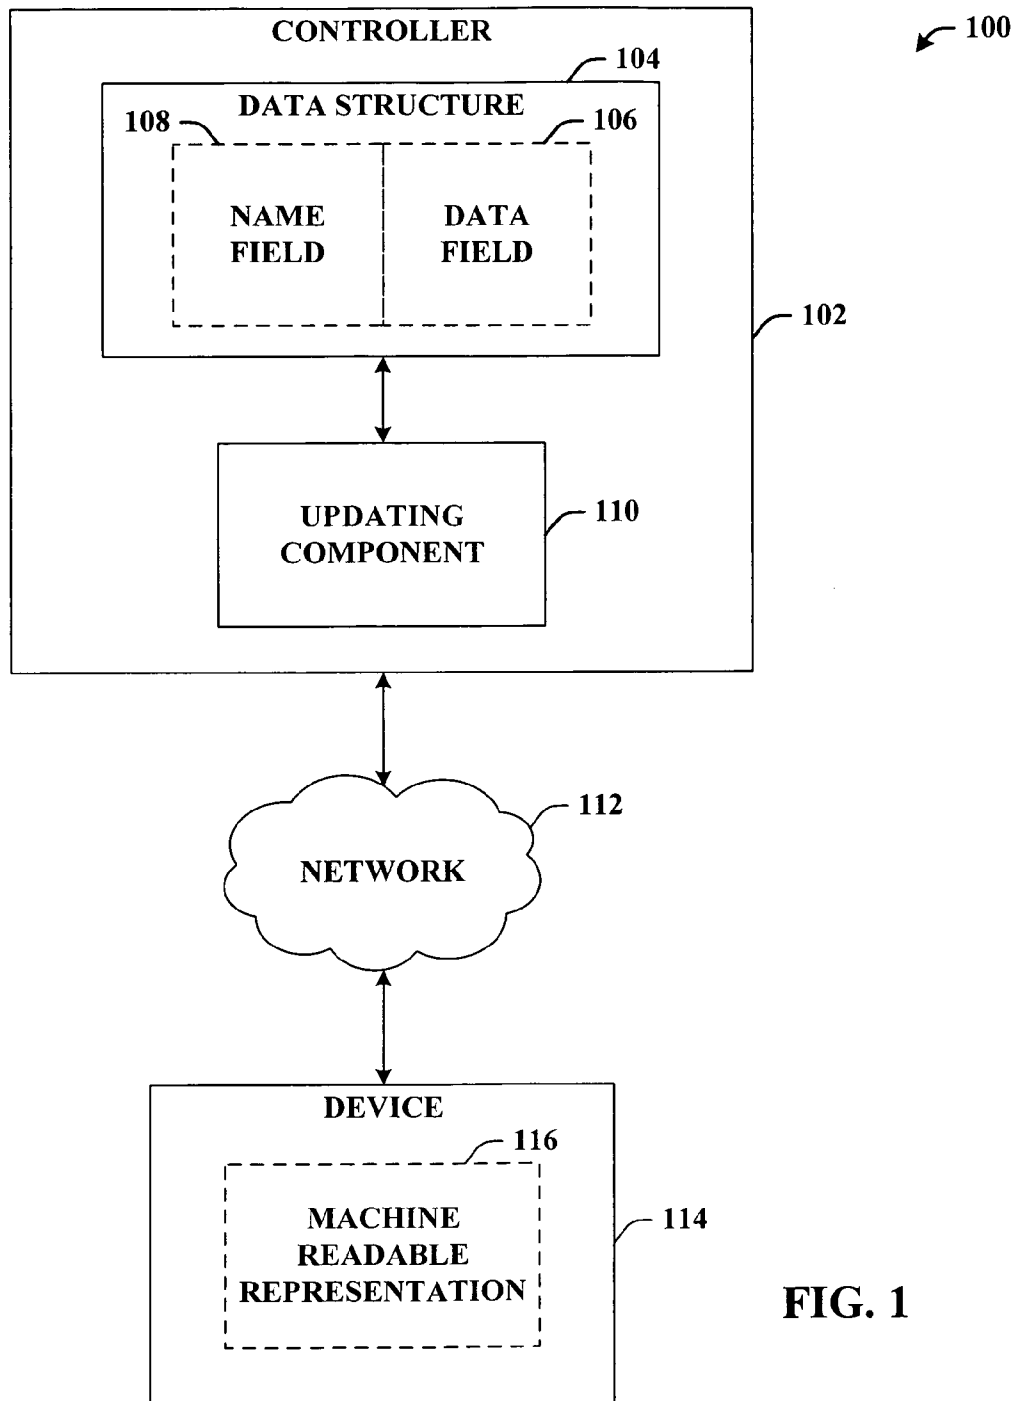 CONTROLLER
100
104
DATA STRUCTURE
108
106
NAME
FIELD
DATA
FIELD
102
UPDATING
COMPONENT
110
112
NETWORK
DEVICE
116
MACHINE
READABLE
REPRESENTATION
114
FIG. 1